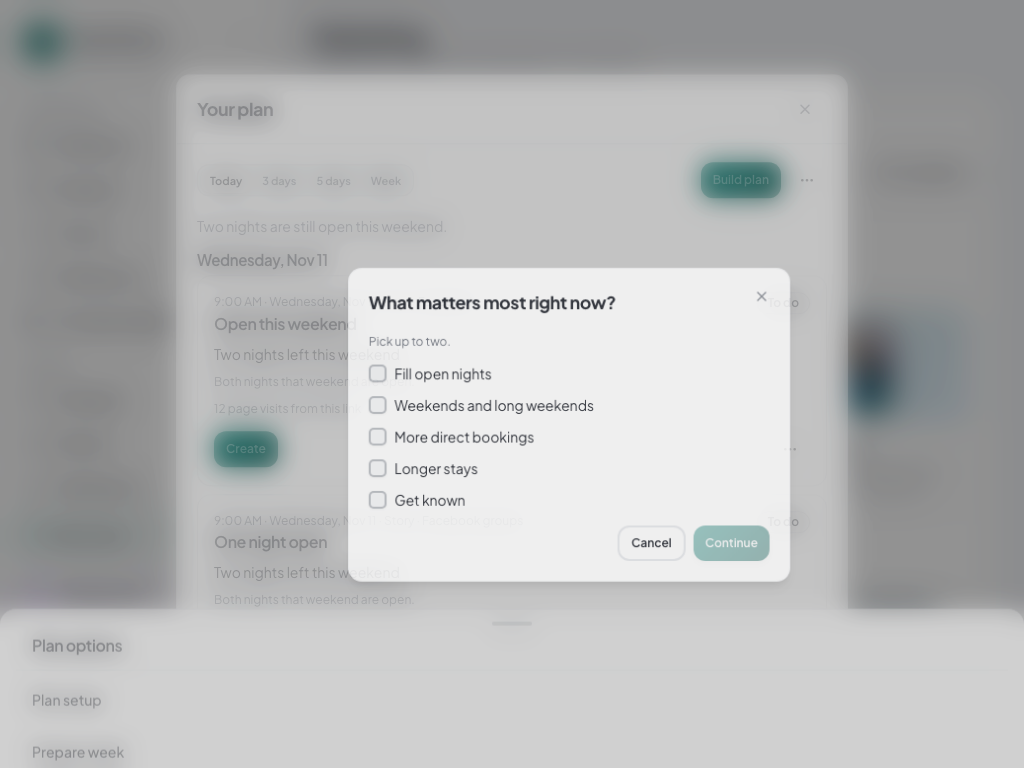 Your plan
Today 3 days 5 days Week
Build plan
Two nights are still open this weekend.
Wednesday, Nov 11
9:00 AM · Wednesday,
To do
Open this weekend
Two nights left this weekend
Both nights that weekend
12 page visits from this
Create
9:00 AM · Wednesday,
Facebook groups
To do
One night open
Two nights left this weekend
Both nights that weekend are open.
What matters most right now?
Pick up to two.
Fill open nights
Weekends and long weekends
More direct bookings
Longer stays
Get known
Cancel
Continue
Plan options
Plan setup
Prepare week